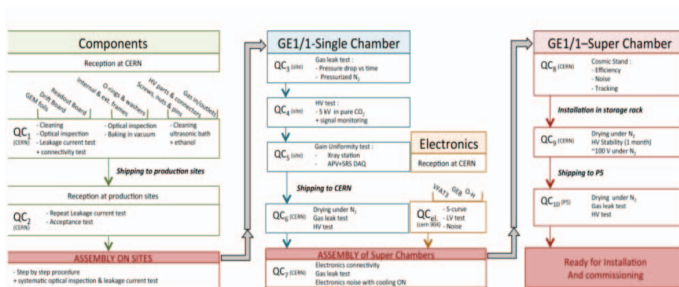 Components
Reception at CERN
GEM foils
Drift Board
Readout Board
Internal & ext. frames
O-rings & washers
Screws, nuts & pins
HV parts & connectors
Gas in/outlets
QC1 (CERN)
- Cleaning
- Optical inspection
- Leakage current test
+ connectivity test
- Optical inspection
- Baking in vacuum
- Cleaning
ultrasonic bath
+ ethanol
Shipping to production sites
Reception at production sites
QC2 (CERN)
- Repeat Leakage current test
- Acceptance test
ASSEMBLY ON SITES
- Step by step procedure
+ systematic optical inspection & leakage current test
GE1/1-Single Chamber
QC3 (site)
Gas leak test :
- Pressure drop vs time
- Pressurized N2
QC4 (site)
HV test :
- 5 kV in pure CO2
+ signal monitoring
QC5 (site)
Gain Uniformity test :
- Xray station
- APV+SRS DAQ
Shipping to CERN
QC6 (CERN)
Drying under N2
Gas leak test
HV test
Electronics
Reception at CERN
VFAT3
GEB
O-H
QCel. (cern 904)
- S-curve
- LV test
- Noise
ASSEMBLY of Super Chambers
QC7 (CERN)
Electronics connectivity
Gas leak test
Electronics noise with cooling ON
GE1/1–Super Chamber
QC8 (CERN)
Cosmic Stand :
- Efficiency
- Noise
- Tracking
Installation in storage rack
QC9 (CERN)
Drying under N2
HV Stability (1 month)
~100 V under N2
Shipping to P5
QC10 (P5)
Drying under N2
Gas leak test
HV test
Ready for Installation
And commissioning